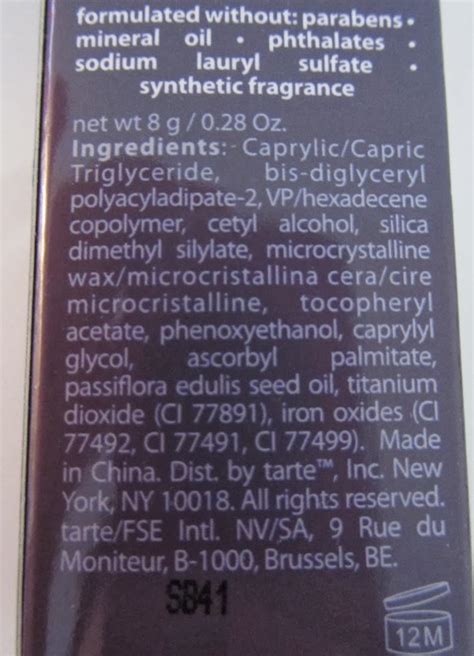 formulated without: parabens •
mineral oil • phthalates •
sodium lauryl sulfate •
synthetic fragrance
net wt 8 g / 0.28 Oz.
Ingredients: Caprylic/Capric
Triglyceride, bis-diglyceryl
polyacyladipate-2, VP/hexadecene
copolymer, cetyl alcohol, silica
dimethyl silylate, microcrystalline
wax/microcristallina cera/cire
microcristalline, tocopheryl
acetate, phenoxyethanol, caprylyl
glycol, ascorbyl palmitate,
passiflora edulis seed oil, titanium
dioxide (CI 77891), iron oxides (CI
77492, CI 77491, CI 77499). Made
in China. Dist. by tarte™, Inc. New
York, NY 10018. All rights reserved.
tarte/FSE Intl. NV/SA, 9 Rue du
Moniteur, B-1000, Brussels, BE.
SB41
12M